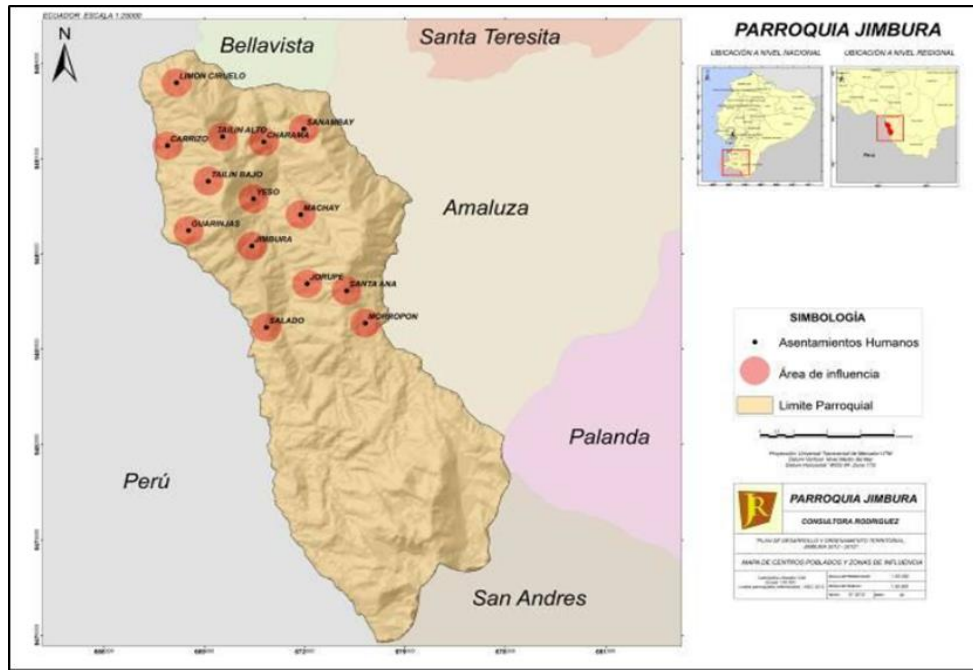 ECUADOR ESCALA 1:25000
N
Bellavista
Santa Teresita
LIMON CIRUELO
CARRIZO
TAILIN ALTO
CHARAMA
SANAMBAY
TAILIN BAJO
YESO
MACHAY
Amaluza
GUARINJAS
JIMBURA
JORUPE
SANTA ANA
SALADO
MORROPON
Perú
Palanda
San Andres
PARROQUIA JIMBURA
UBICACIÓN A NIVEL NACIONAL
UBICACIÓN A NIVEL REGIONAL
Perú
SIMBOLOGÍA
Asentamientos Humanos
Área de influencia
Limite Parroquial
JR
PARROQUIA JIMBURA
CONSULTORA RODRIGUEZ
MAPA DE CENTROS POBLADOS Y ZONAS DE INFLUENCIA